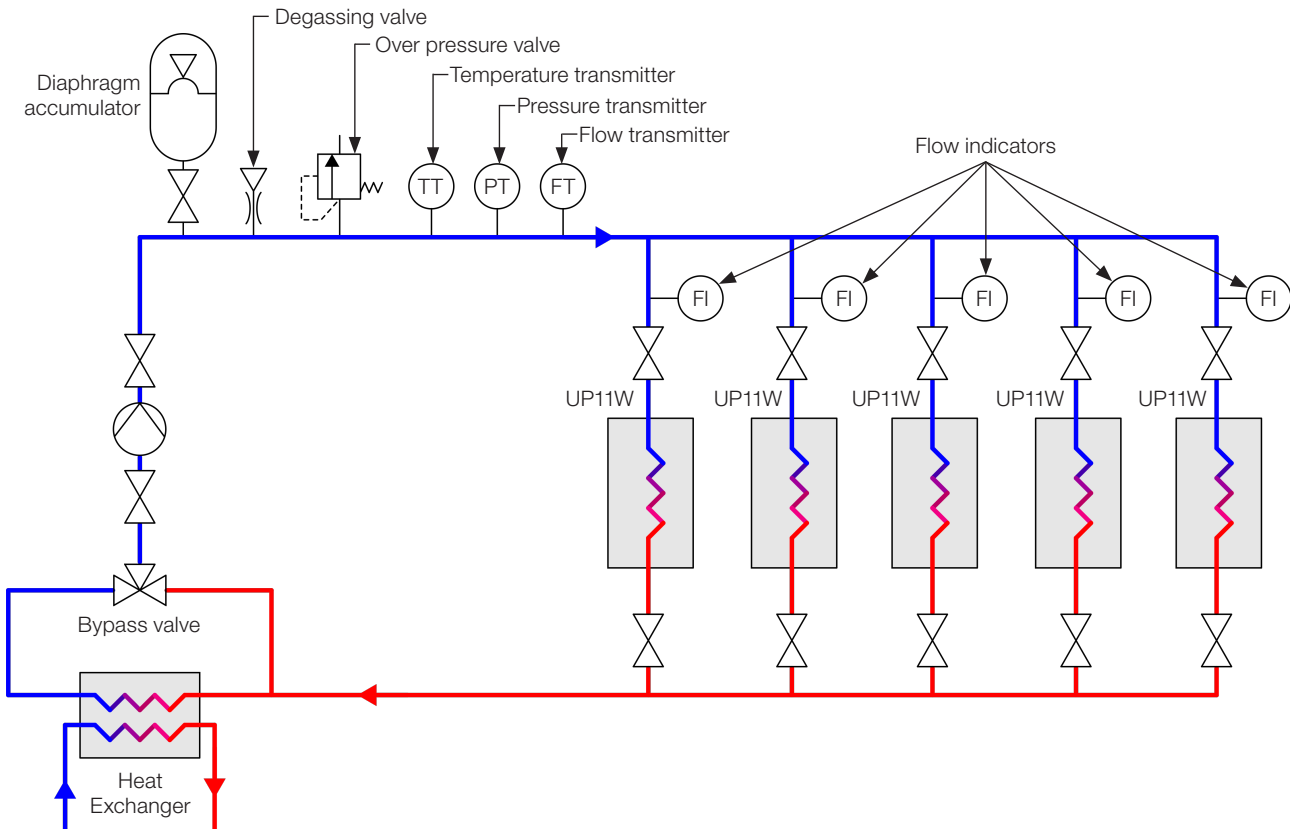 Degassing valve
Over pressure valve
Diaphragm
accumulator
Temperature transmitter
Pressure transmitter
Flow transmitter
Flow indicators
TT
PT
FT
FI
FI
FI
FI
FI
UP11W
UP11W
UP11W
UP11W
UP11W
Bypass valve
Heat
Exchanger